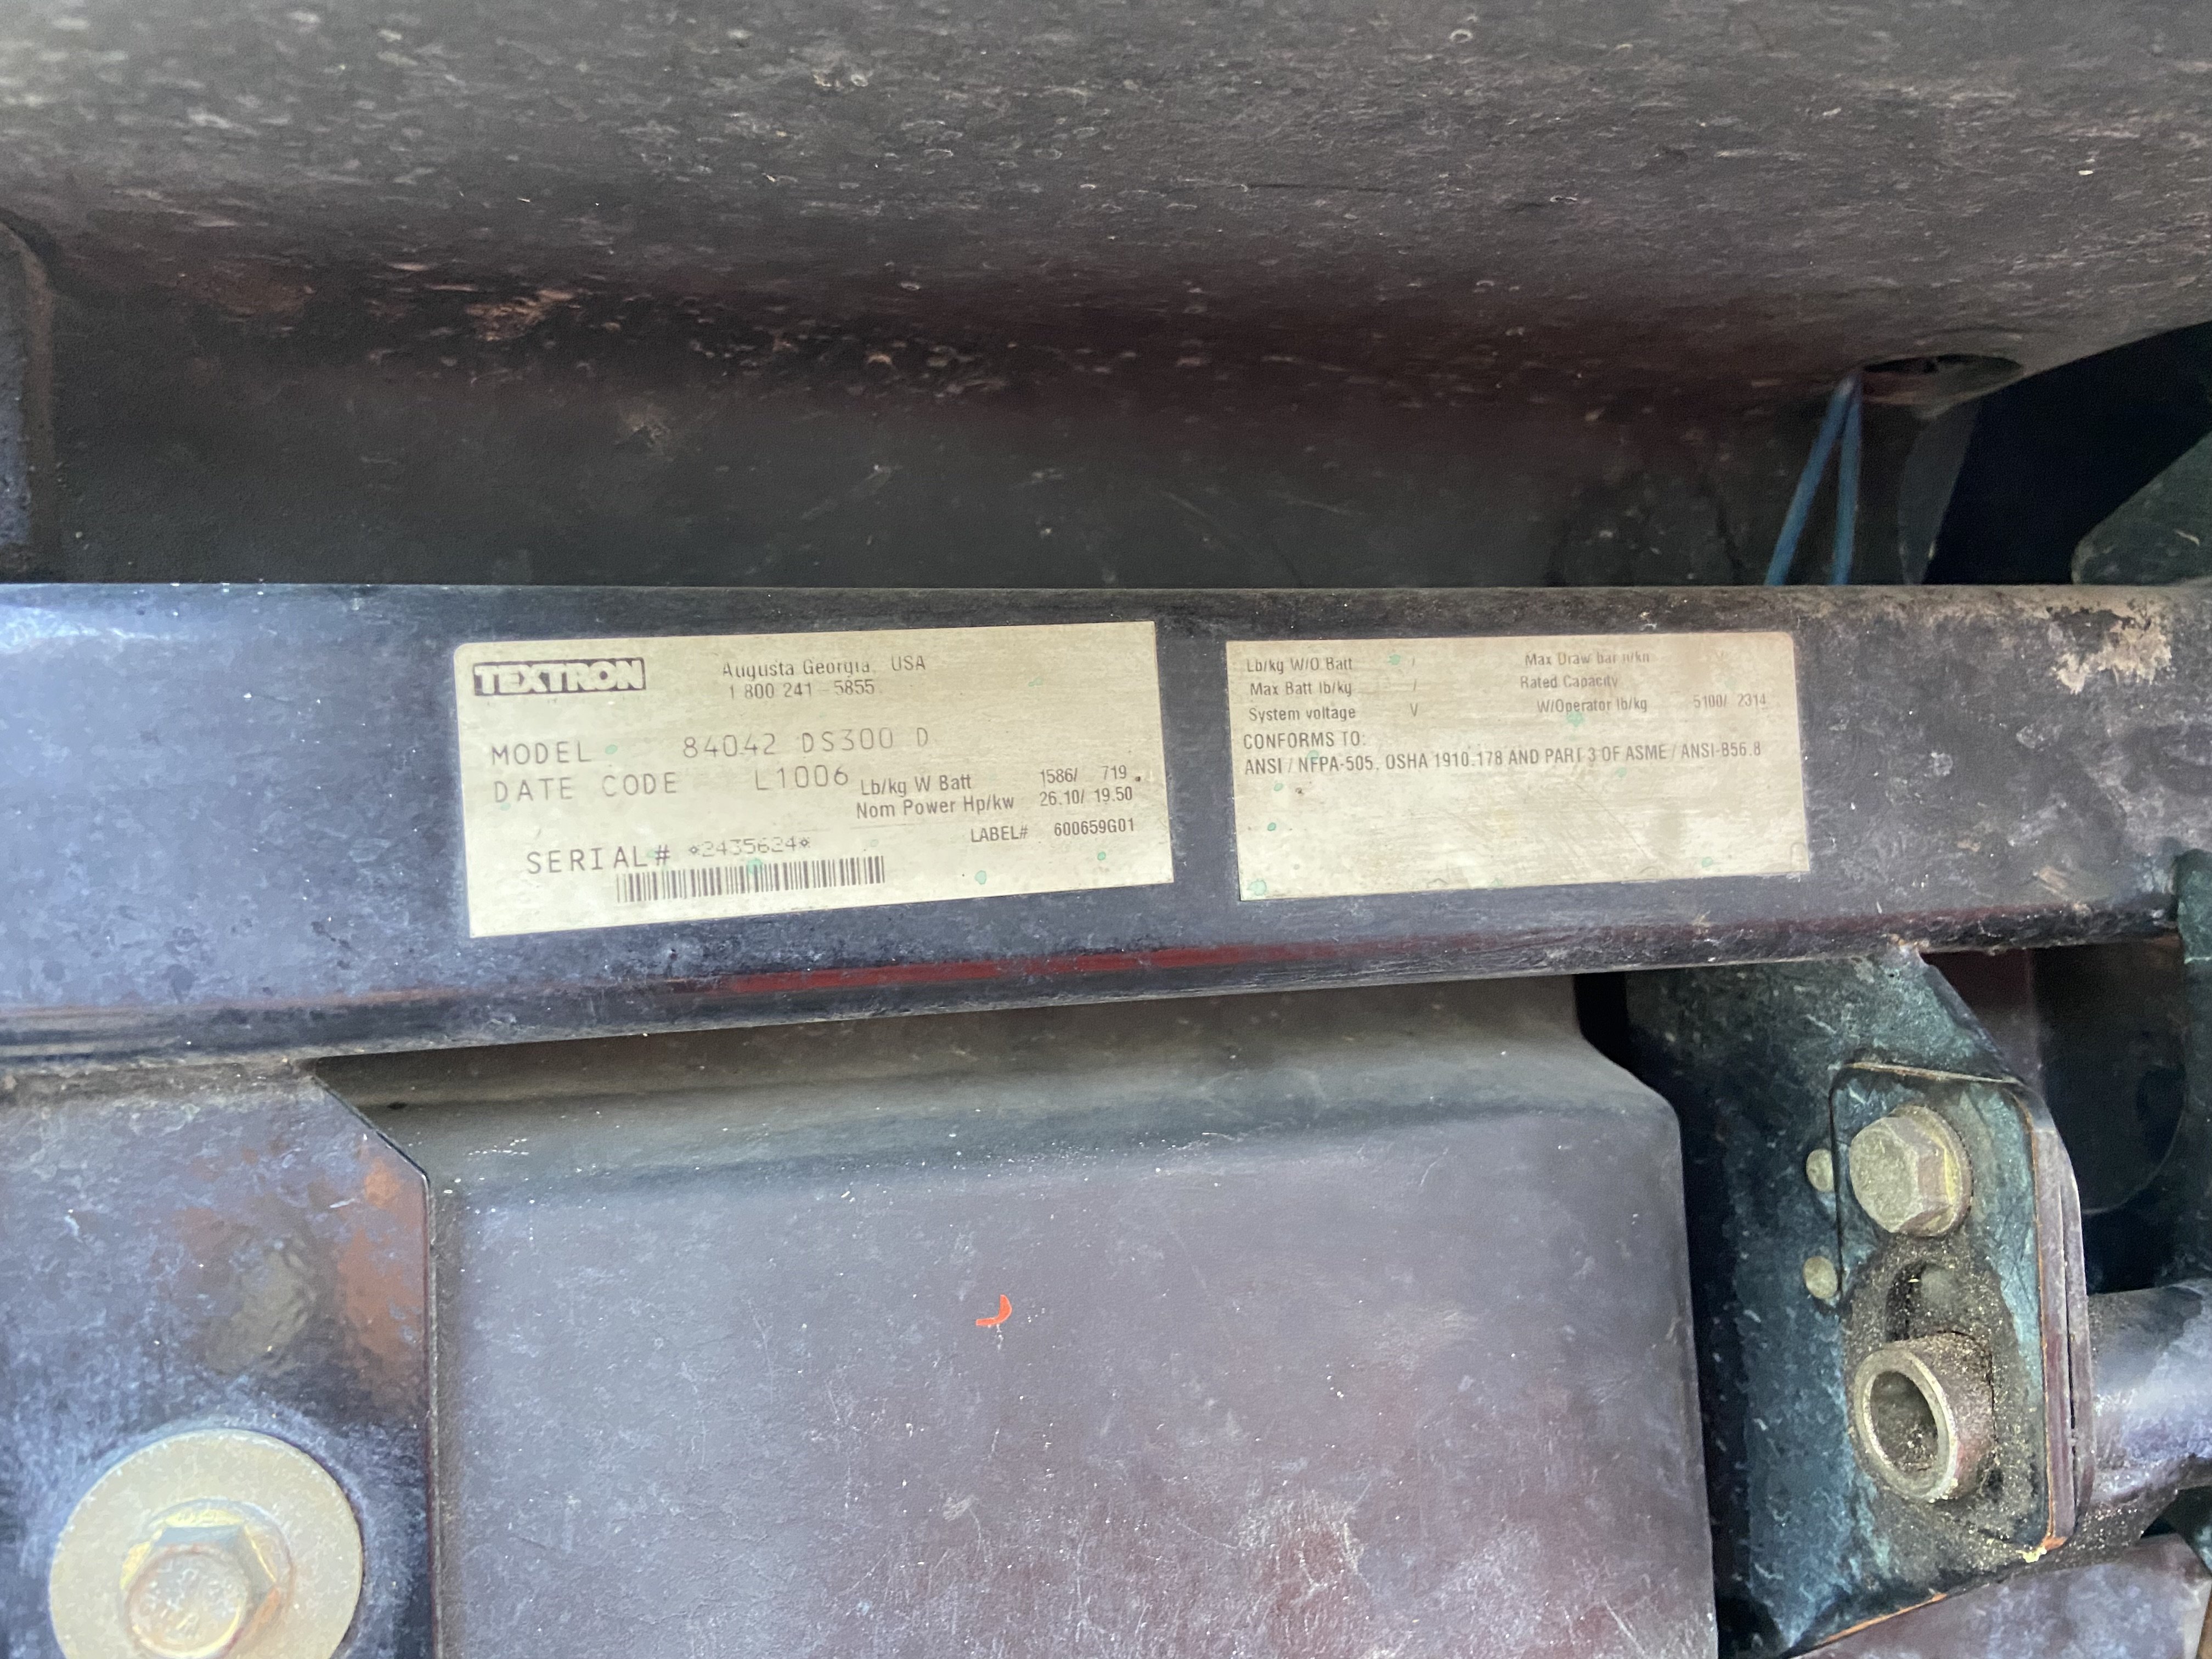 TEXTRON
Augusta Georgia, USA
1 800 241 - 5855
MODEL 84042 DS300 D
DATE CODE L1006
Lb/kg W Batt 1586/ 719
Nom Power Hp/kw 26.10/ 19.50
LABEL# 600659G01
SERIAL# *2435624*
Lb/kg W/O Batt /
Max Batt lb/kg /
System voltage V
Max Draw bar
Rated Capacity
W/Operator lb/kg 5100/ 2314
CONFORMS TO:
ANSI / NFPA-505, OSHA 1910.178 AND PART 3 OF ASME / ANSI-B56.8